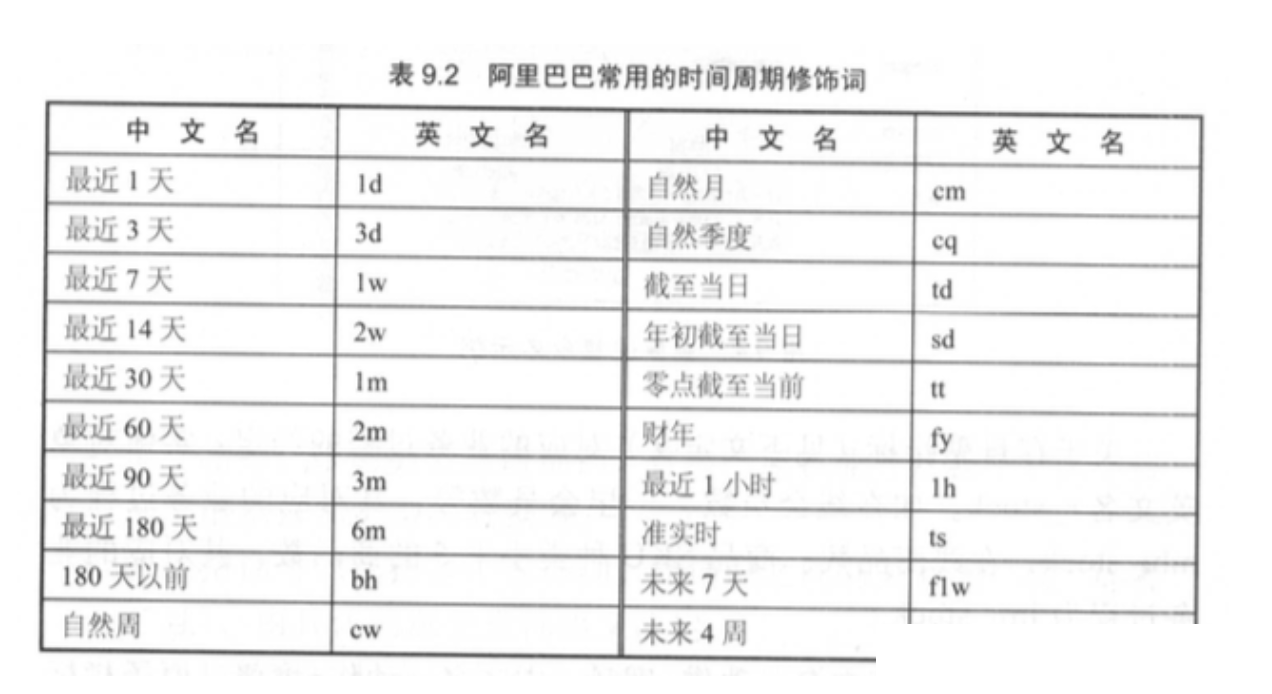 表 9.2 阿里巴巴常用的时间周期修饰词
中 文 名 英 文 名 中 文 名 英 文 名
最近 1 天 1d 自然月 cm
最近 3 天 3d 自然季度 cq
最近 7 天 1w 截至当日 td
最近 14 天 2w 年初截至当日 sd
最近 30 天 1m 零点截至当前 tt
最近 60 天 2m 财年 fy
最近 90 天 3m 最近 1 小时 1h
最近 180 天 6m 准实时 ts
180 天以前 bh 未来 7 天 f1w
自然周 cw 未来 4 周